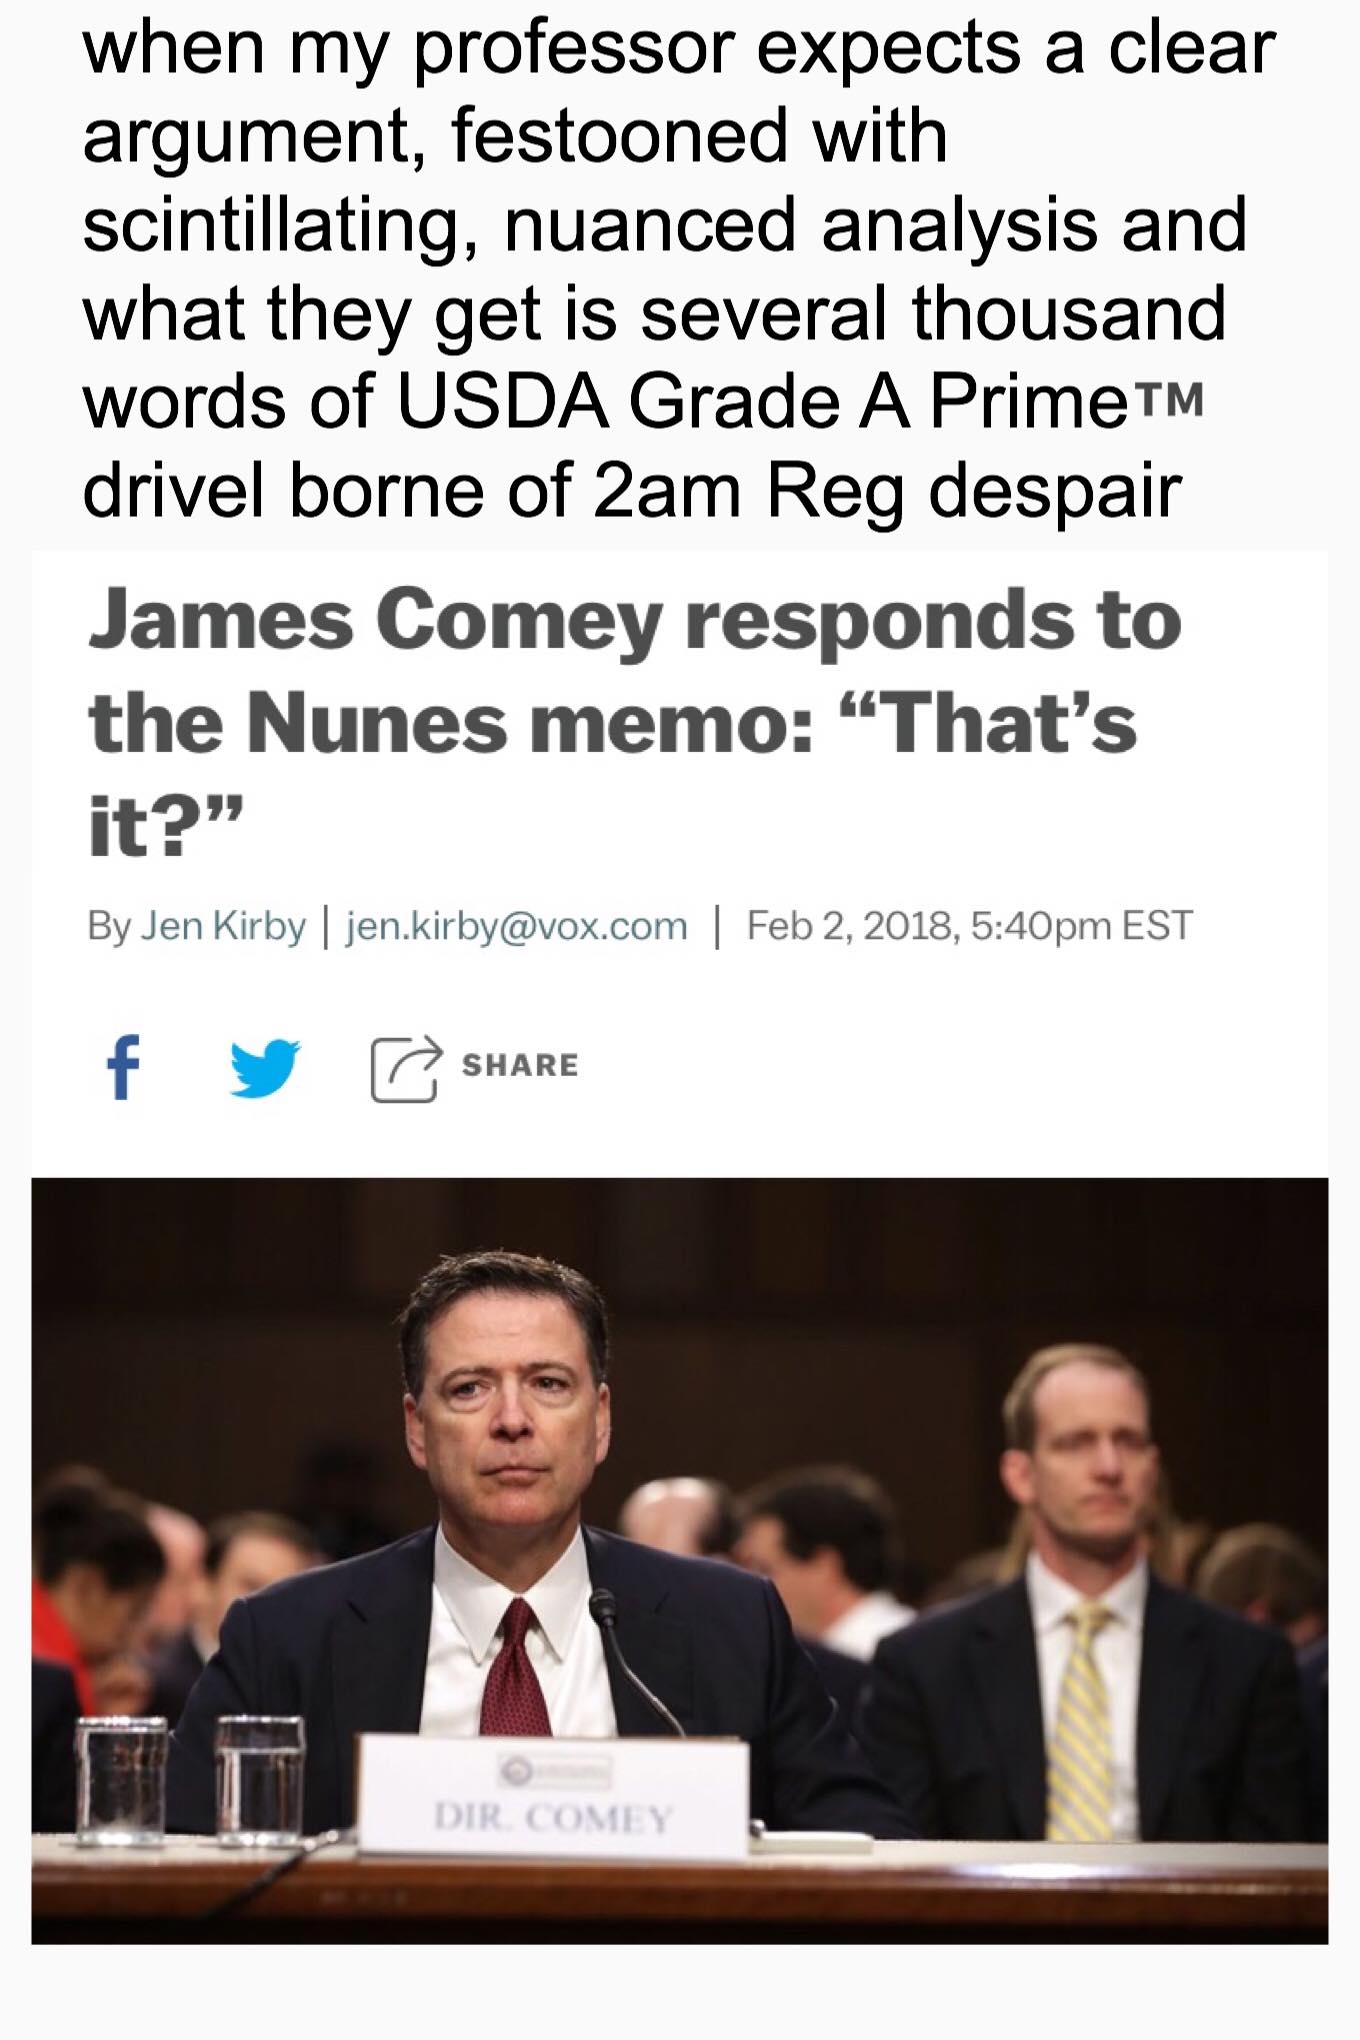 when my professor expects a clear
argument, festooned with
scintillating, nuanced analysis and
what they get is several thousand
words of USDA Grade A Prime™
drivel borne of 2am Reg despair
James Comey responds to
the Nunes memo: “That’s
it?”
By Jen Kirby | jen.kirby@vox.com | Feb 2, 2018, 5:40pm EST
f SHARE
DIR. COMEY